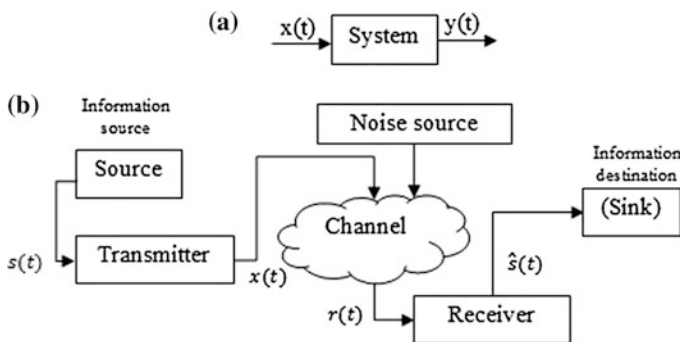 (a)
x(t)
System
y(t)
(b)
Information
source
Source
s(t)
Transmitter
x(t)
Noise source
Channel
r(t)
Receiver
ŝ(t)
Information
destination
(Sink)